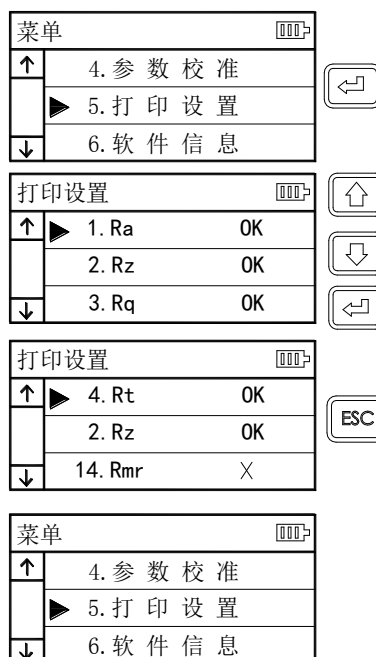 菜单
4.参数校准
5.打印设置
6.软件信息
打印设置
1.Ra OK
2.Rz OK
3.Rq OK
打印设置
4.Rt OK
2.Rz OK
14.Rmr X
ESC
菜单
4.参数校准
5.打印设置
6.软件信息